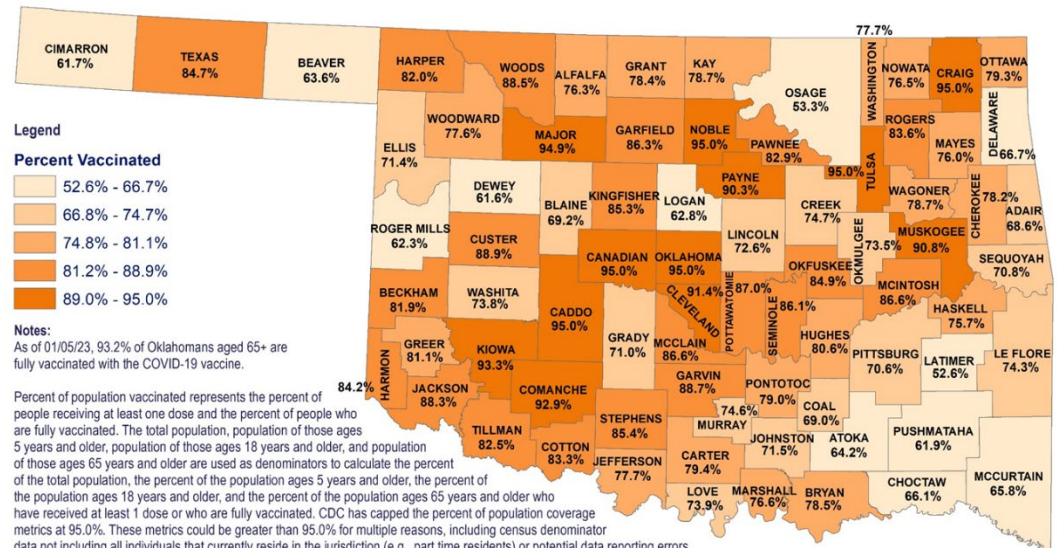 77.7%
CIMARRON
61.7%
TEXAS
84.7%
BEAVER
63.6%
HARPER
82.0%
WOODS
88.5%
ALFALFA
76.3%
GRANT
78.4%
KAY
78.7%
OSAGE
53.3%
WASHINGTON
NOWATA
76.5%
CRAIG
95.0%
OTTAWA
79.3%
Legend
Percent Vaccinated
52.6% - 66.7%
66.8% - 74.7%
74.8% - 81.1%
81.2% - 88.9%
89.0% - 95.0%
ELLIS
71.4%
WOODWARD
77.6%
MAJOR
94.9%
GARFIELD
86.3%
NOBLE
95.0%
PAWNEE
82.9%
ROGERS
83.6%
MAYES
76.0%
DELAWARE
66.7%
DEWEY
61.6%
BLAINE
69.2%
KINGFISHER
85.3%
LOGAN
62.8%
PAYNE
90.3%
95.0%
TULSA
CREEK
74.7%
WAGONER
78.7%
CHEROKEE
78.2%
ADAIR
68.6%
ROGER MILLS
62.3%
CUSTER
88.9%
CANADIAN
95.0%
OKLAHOMA
95.0%
LINCOLN
72.6%
OKFUSKEE
84.9%
OKMULGEE
73.5%
MUSKOGEE
90.8%
SEQUOYAH
70.8%
BECKHAM
81.9%
WASHITA
73.8%
CADDO
95.0%
GRADY
71.0%
91.4%
CLEVELAND
POTTAWATOMIE
87.0%
SEMINOLE
86.1%
HUGHES
80.6%
MCINTOSH
86.6%
HASKELL
75.7%
Notes:
As of 01/05/23, 93.2% of Oklahomans aged 65+ are
fully vaccinated with the COVID-19 vaccine.
84.2%
HARMON
GREER
81.1%
KIOWA
93.3%
MCCLAIN
86.6%
PITTSBURG
70.6%
LATIMER
52.6%
LE FLORE
74.3%
JACKSON
88.3%
COMANCHE
92.9%
GARVIN
88.7%
PONTOTOC
79.0%
COAL
69.0%
TILLMAN
82.5%
COTTON
83.3%
STEPHENS
85.4%
74.6%
MURRAY
JOHNSTON
71.5%
ATOKA
64.2%
PUSHMATAHA
61.9%
JEFFERSON
77.7%
CARTER
79.4%
LOVE
73.9%
MARSHALL
76.6%
BRYAN
78.5%
CHOCTAW
66.1%
MCCURTAIN
65.8%
Percent of population vaccinated represents the percent of
people receiving at least one dose and the percent of people who
are fully vaccinated. The total population, population of those ages
5 years and older, population of those ages 18 years and older, and population
of those ages 65 years and older are used as denominators to calculate the percent
of the total population, the percent of the population ages 5 years and older, the percent of
the population ages 18 years and older, and the percent of the population ages 65 years and older who
have received at least 1 dose or who are fully vaccinated. CDC has capped the percent of population coverage
metrics at 95.0%. These metrics could be greater than 95.0% for multiple reasons, including census denominator
data not including all individuals that currently reside in the jurisdiction (e.g., part time residents) or potential data reporting errors